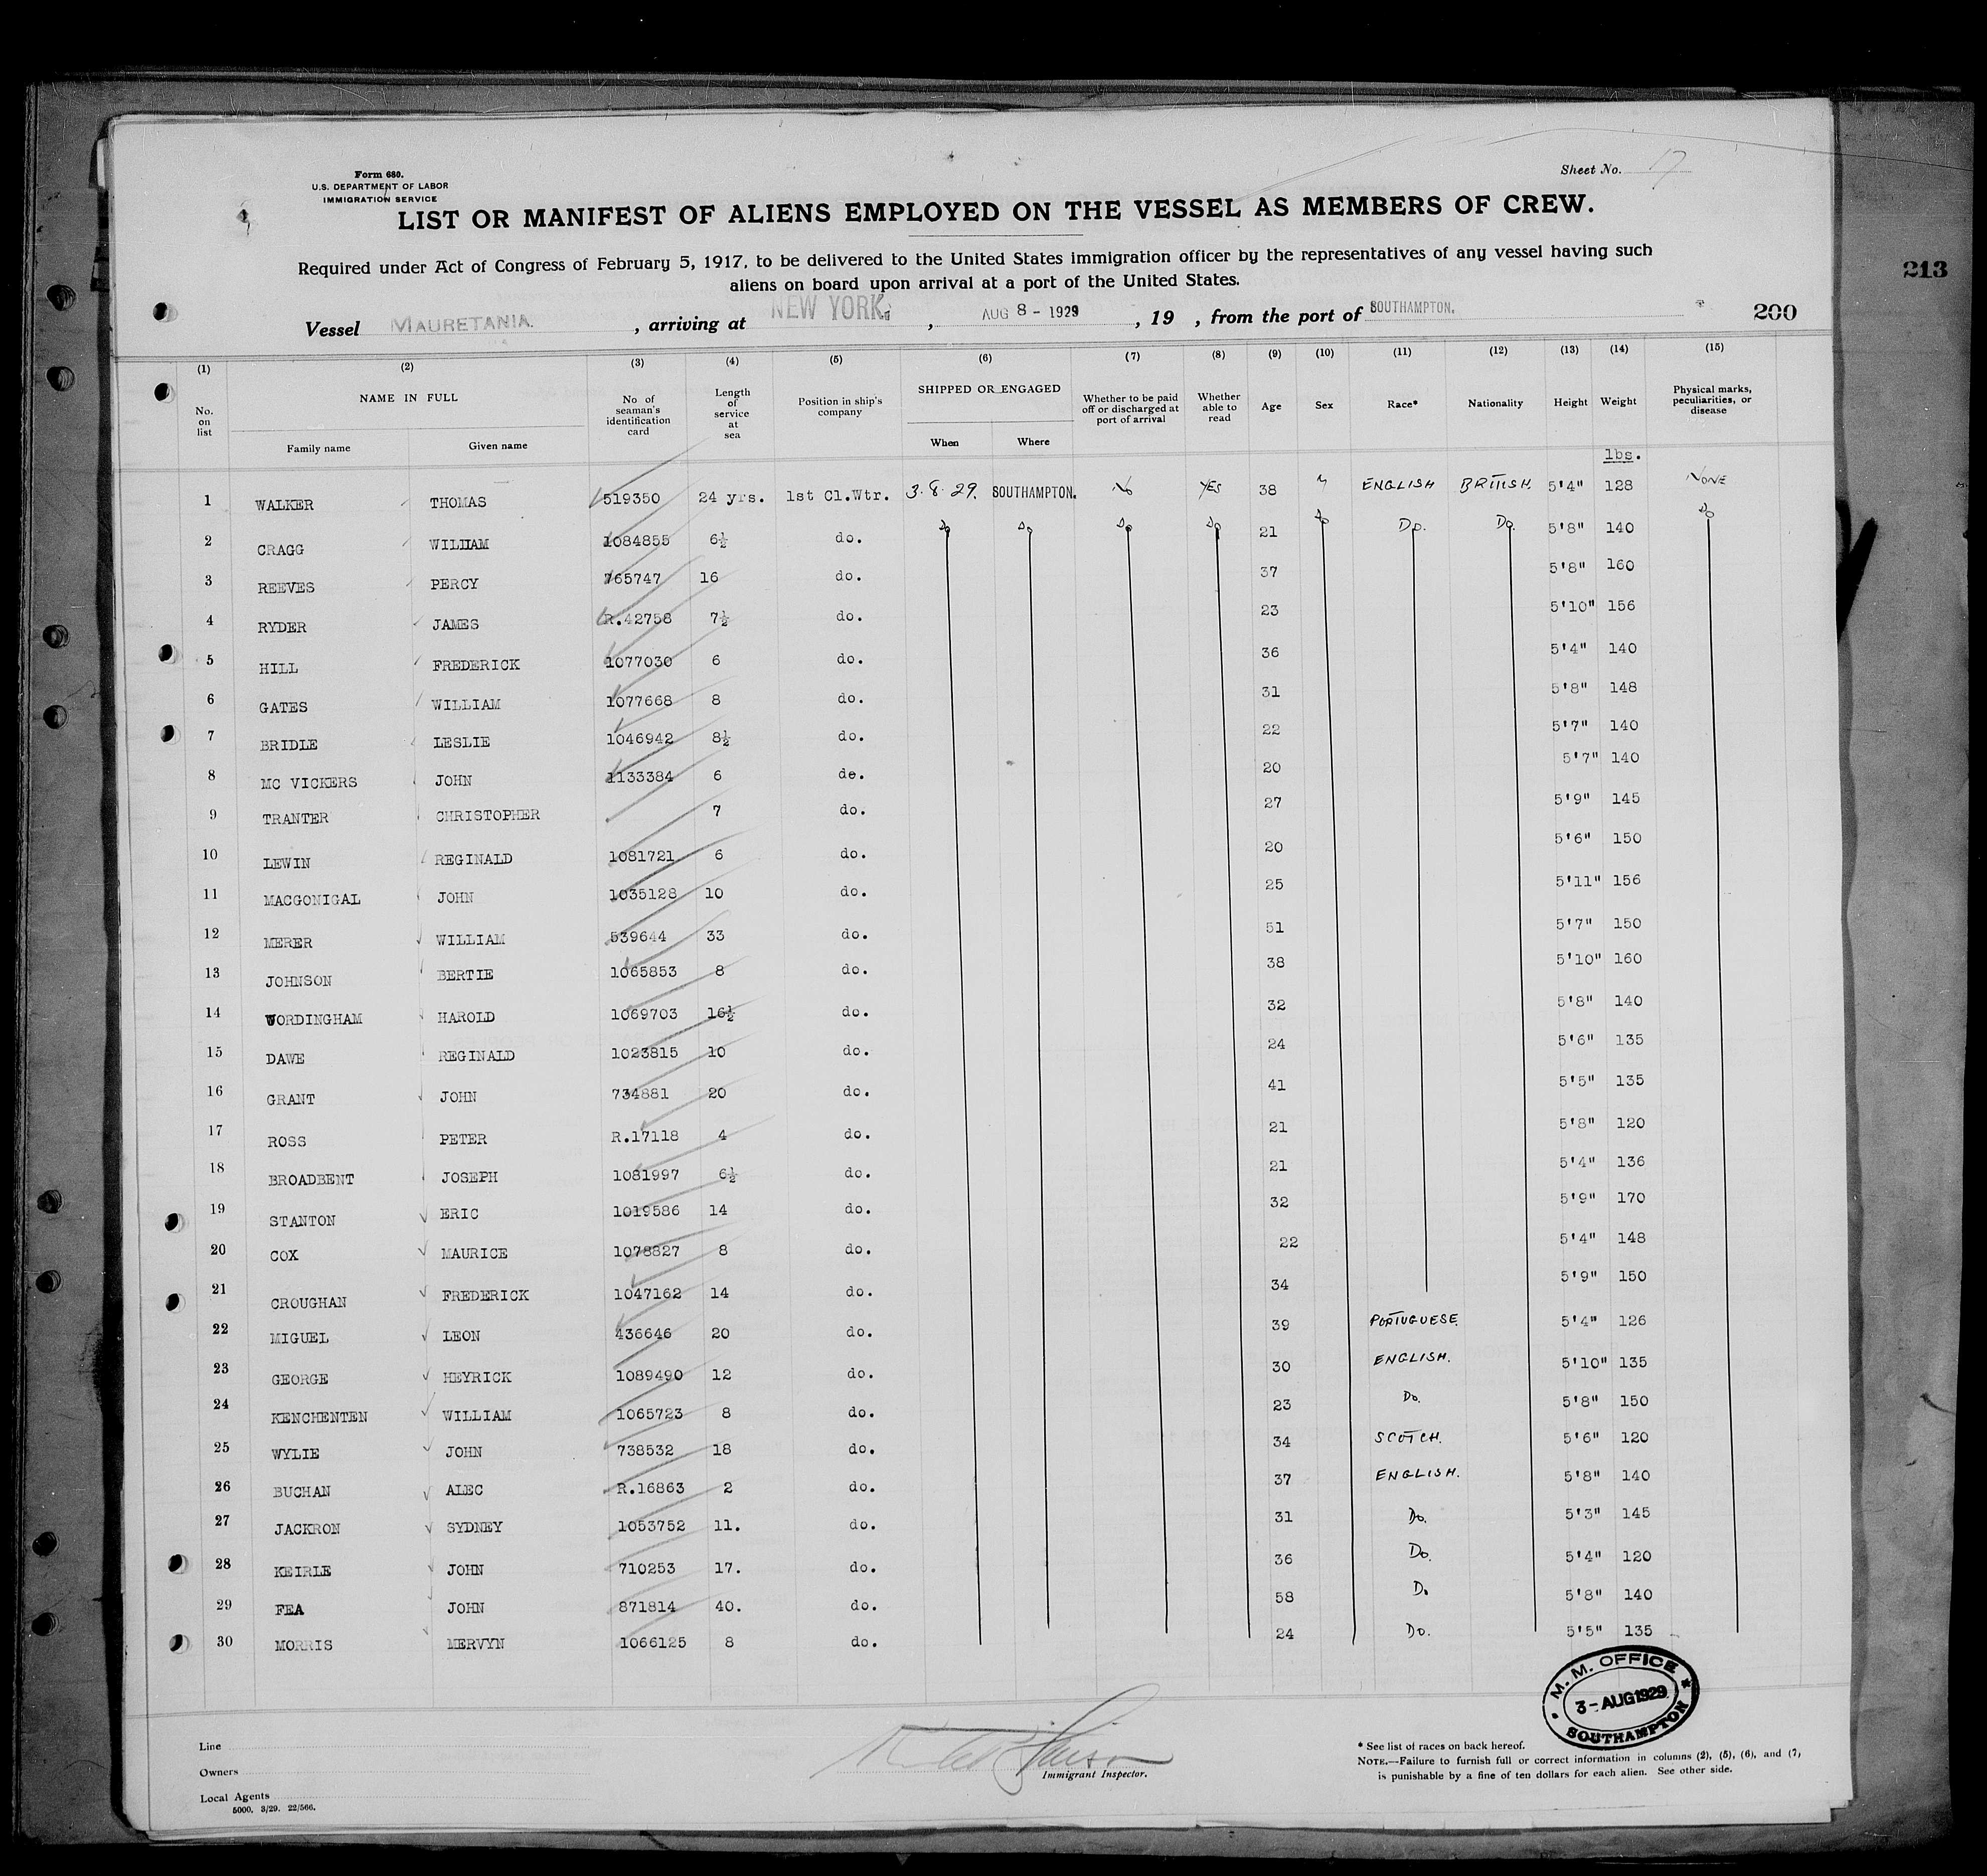 Form 680.
U.S. DEPARTMENT OF LABOR
IMMIGRATION SERVICE
Sheet No. 17
LIST OR MANIFEST OF ALIENS EMPLOYED ON THE VESSEL AS MEMBERS OF CREW.
Required under Act of Congress of February 5, 1917, to be delivered to the United States immigration officer by the representatives of any vessel having such
aliens on board upon arrival at a port of the United States.
213
Vessel MAURETANIA. , arriving at NEW YORK. , AUG 8 - 1929 , 19 , from the port of SOUTHAMPTON. 200
(1) (2) (3) (4) (5) (6) (7) (8) (9) (10) (11) (12) (13) (14) (15)
No. on list NAME IN FULL Family name Given name No of seaman's identification card Length of service at sea Position in ship's company SHIPPED OR ENGAGED When Where Whether to be paid off or discharged at port of arrival Whether able to read Age Sex Race* Nationality Height Weight Physical marks, peculiarities, or disease
lbs.
1 WALKER THOMAS 519350 24 yrs. 1st Cl.Wtr. 3.8.29. SOUTHAMPTON. No YES 38 M ENGLISH BRITISH. 5'4" 128 NONE
2 CRAGG WILLIAM 1084855 6½ do. Do Do Do Do 21 Do Do. Do. 5'8" 140 Do
3 REEVES PERCY 765747 16 do. 37 5'8" 160
4 RYDER JAMES R.42758 7½ do. 23 5'10" 156
5 HILL FREDERICK 1077030 6 do. 36 5'4" 140
6 GATES WILLIAM 1077668 8 do. 31 5'8" 148
7 BRIDLE LESLIE 1046942 8½ do. 22 5'7" 140
8 MC VICKERS JOHN 1133384 6 do. 20 5'7" 140
9 TRANTER CHRISTOPHER 7 do. 27 5'9" 145
10 LEWIN REGINALD 1081721 6 do. 20 5'6" 150
11 MACGONIGAL JOHN 1035128 10 do. 25 5'11" 156
12 MERER WILLIAM 539644 33 do. 51 5'7" 150
13 JOHNSON BERTIE 1065853 8 do. 38 5'10" 160
14 WORDINGHAM HAROLD 1069703 16½ do. 32 5'8" 140
15 DAWE REGINALD 1023815 10 do. 24 5'6" 135
16 GRANT JOHN 734881 20 do. 41 5'5" 135
17 ROSS PETER R.17118 4 do. 21 5'8" 120
18 BROADBENT JOSEPH 1081997 6½ do. 21 5'4" 136
19 STANTON ERIC 1019586 14 do. 32 5'9" 170
20 COX MAURICE 1078827 8 do. 22 5'4" 148
21 CROUGHAN FREDERICK 1047162 14 do. 34 5'9" 150
22 MIGUEL LEON 436646 20 do. 39 PORTUGUESE. 5'4" 126
23 GEORGE HEYRICK 1089490 12 do. 30 ENGLISH. 5'10" 135
24 KENCHENTEN WILLIAM 1065723 8 do. 23 Do. 5'8" 150
25 WYLIE JOHN 738532 18 do. 34 SCOTCH. 5'6" 120
26 BUCHAN ALEC R.16863 2 do. 37 ENGLISH. 5'8" 140
27 JACKRON SYDNEY 1053752 11. do. 31 Do. 5'3" 145
28 KEIRLE JOHN 710253 17. do. 36 Do. 5'4" 120
29 FEA JOHN 871814 40. do. 58 Do 5'8" 140
30 MORRIS MERVYN 1066125 8 do. 24 Do. 5'5" 135
M. M. OFFICE
3 - AUG 1929
SOUTHAMPTON
Line
Owners
Local Agents
5000. 3/29. 22/566.
Immigrant Inspector.
* See list of races on back hereof.
NOTE.—Failure to furnish full or correct information in columns (2), (5), (6), and (7,
is punishable by a fine of ten dollars for each alien. See other side.